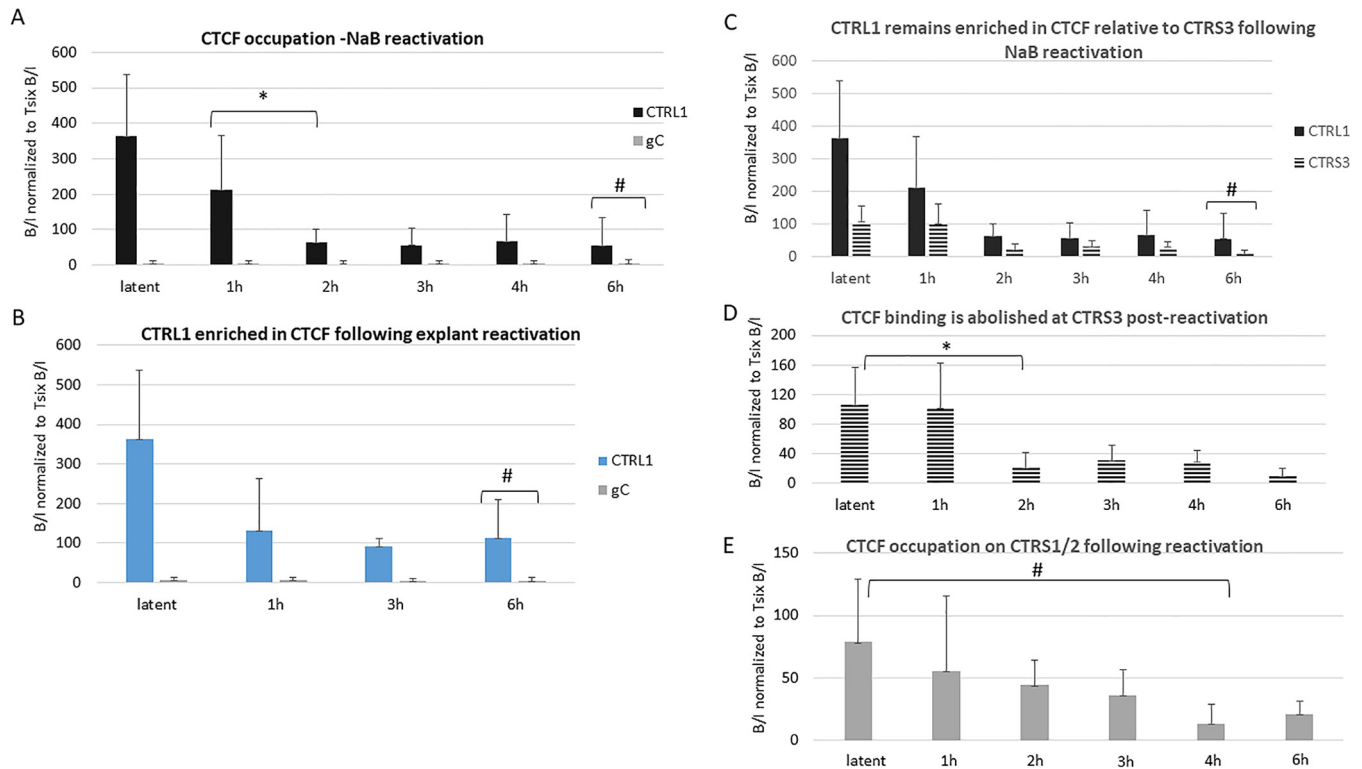 A
CTCF occupation -NaB reactivation
B/I normalized to Tsix B/I
600
500
400
300
200
100
0
*
#
CTRL1
gC
latent 1h 2h 3h 4h 6h
B
CTRL1 enriched in CTCF following explant reactivation
B/I normalized to Tsix B/I
600
500
400
300
200
100
0
#
CTRL1
gC
latent 1h 3h 6h
C
CTRL1 remains enriched in CTCF relative to CTRS3 following
NaB reactivation
B/I normalized to Tsix B/I
600
500
400
300
200
100
0
#
CTRL1
CTRS3
latent 1h 2h 3h 4h 6h
D
CTCF binding is abolished at CTRS3 post-reactivation
B/I normalized to Tsix B/I
200
160
120
80
40
0
*
latent 1h 2h 3h 4h 6h
E
CTCF occupation on CTRS1/2 following reactivation
B/I normalized to Tsix B/I
150
100
50
0
#
latent 1h 2h 3h 4h 6h